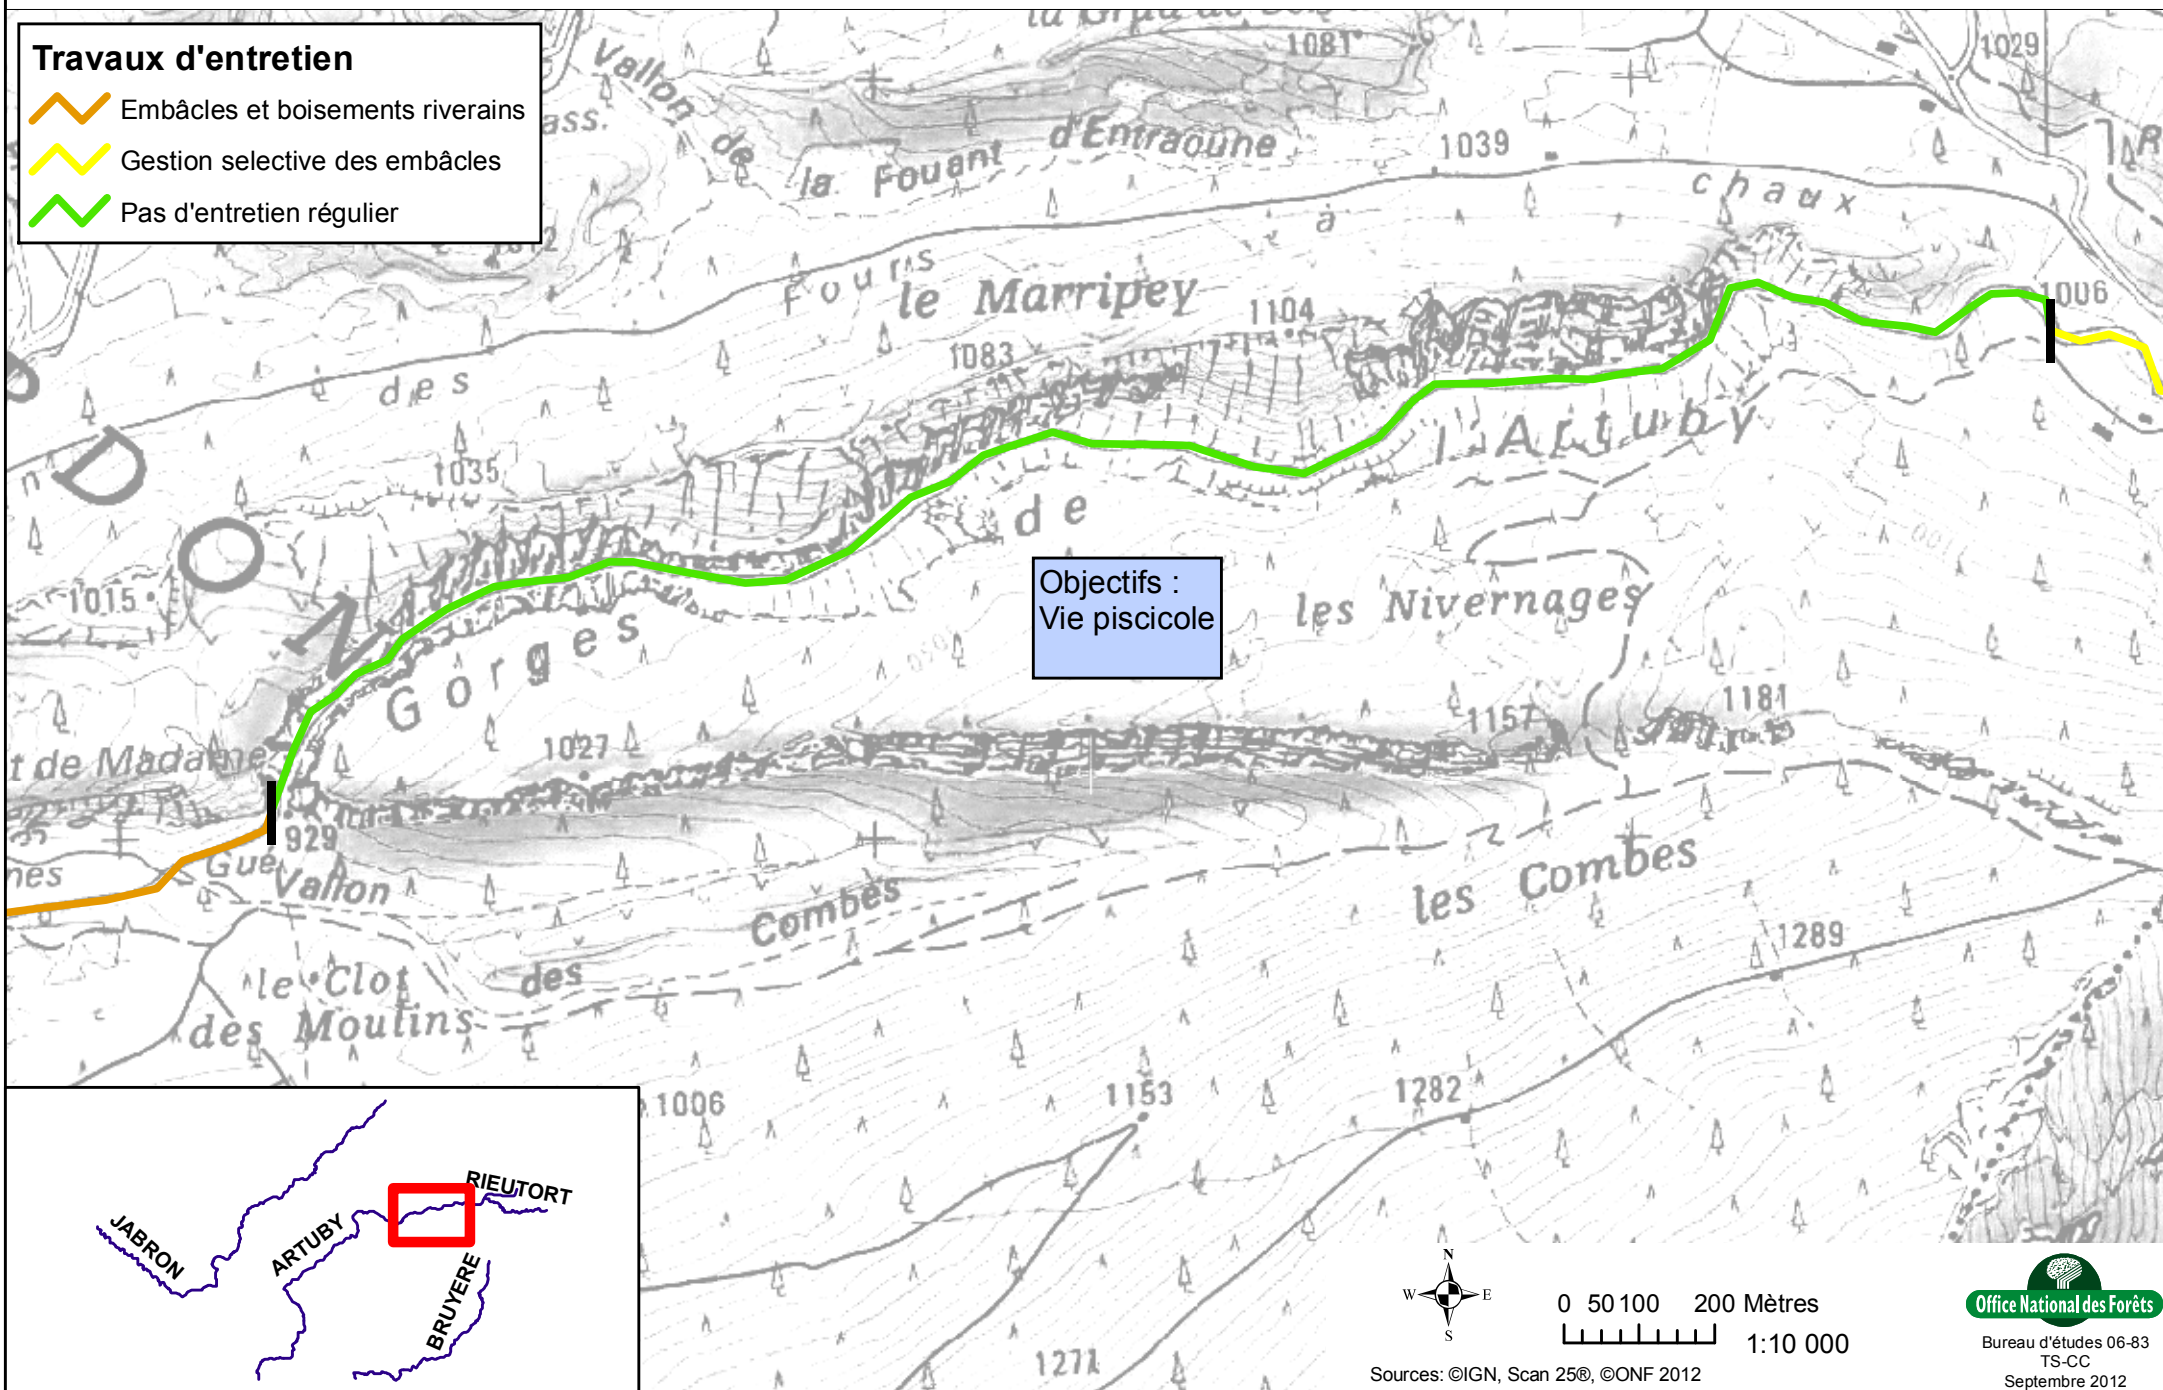 Travaux d'entretien
Embâcles et boisements riverains
Gestion selective des embâcles
Pas d'entretien régulier
1081
1029
Vallon de
la Fouant d'Entraoune
ass.
1039
chaux
à
Fours
des
le Marripey
1104
1083
1006
1035
l'Artuby
de
Gorges
D
O
N
n
1015
Objectifs :
Vie piscicole
les Nivernages
1181
1157
1027
t de Madame
929
Gué
nes
Vallon
Combes
des
les Combes
1289
le Clot
des Moulins
1006
1153
1282
1271
JABRON
ARTUBY
RIEUTORT
BRUYERE
N
W E
S
0 50 100 200 Mètres
1:10 000
Sources: ©IGN, Scan 25®, ©ONF 2012
Office National des Forêts
Bureau d'études 06-83
TS-CC
Septembre 2012